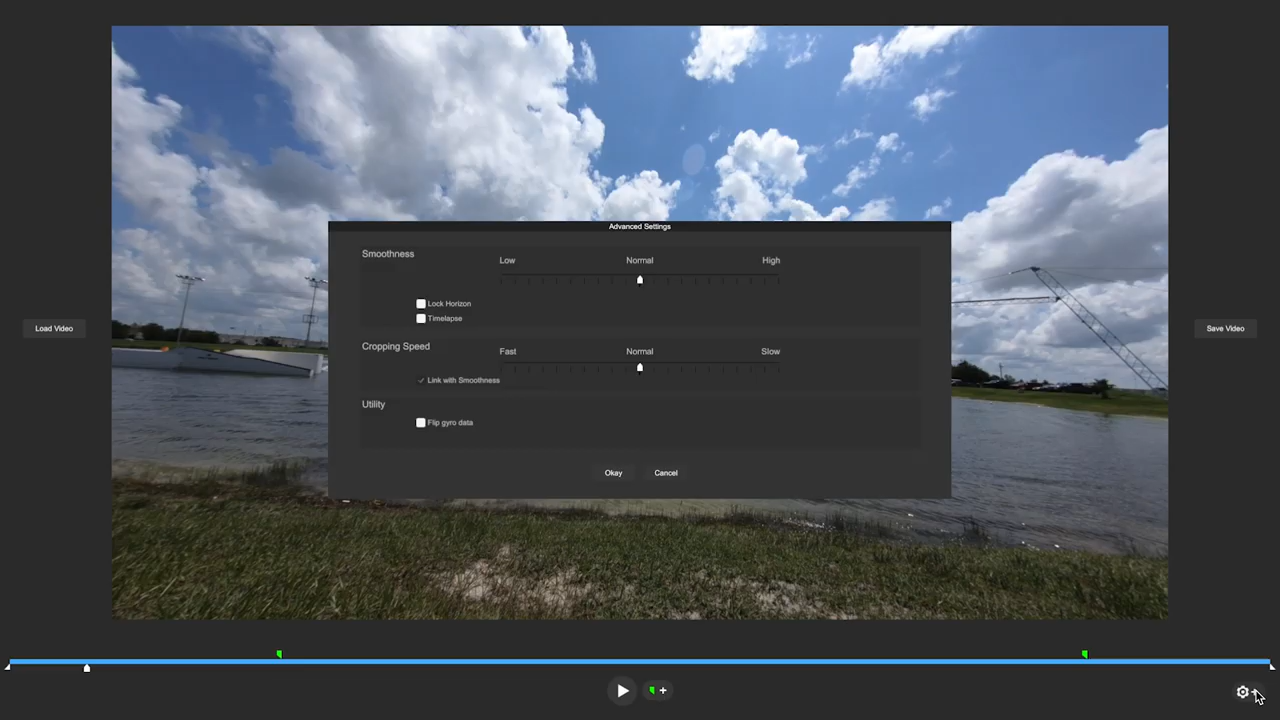 Advanced Settings
Smoothness
Low Normal High
Lock Horizon
Timelapse
Load Video
Save Video
Cropping Speed
Fast Normal Slow
Link with Smoothness
Utility
Flip gyro data
Okay Cancel